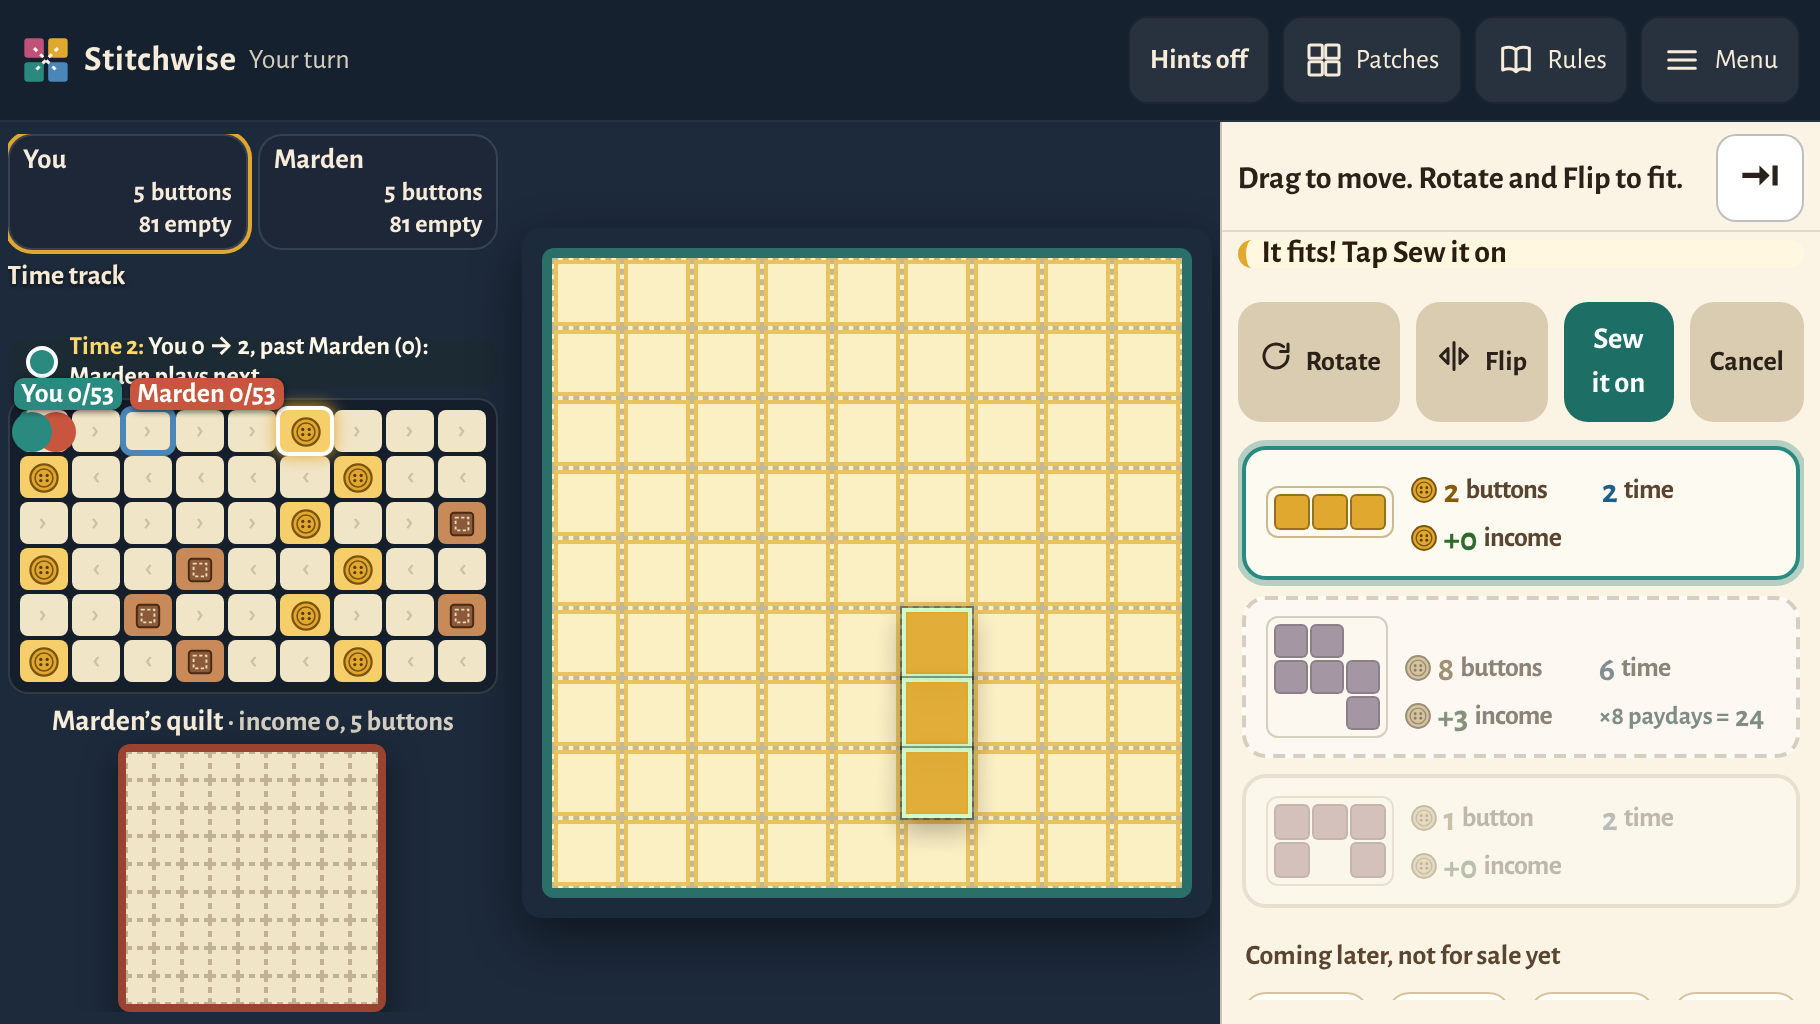 Stitchwise Your turn
Hints off
Patches
Rules
Menu
You
5 buttons
81 empty
Marden
5 buttons
81 empty
Time track
Time 2: You 0 → 2, past Marden (0):
Marden plays next
You 0/53
Marden 0/53
Marden's quilt · income 0, 5 buttons
Drag to move. Rotate and Flip to fit.
It fits! Tap Sew it on
Rotate
Flip
Sew
it on
Cancel
2 buttons 2 time
+0 income
8 buttons 6 time
+3 income ×8 paydays = 24
1 button 2 time
+0 income
Coming later, not for sale yet